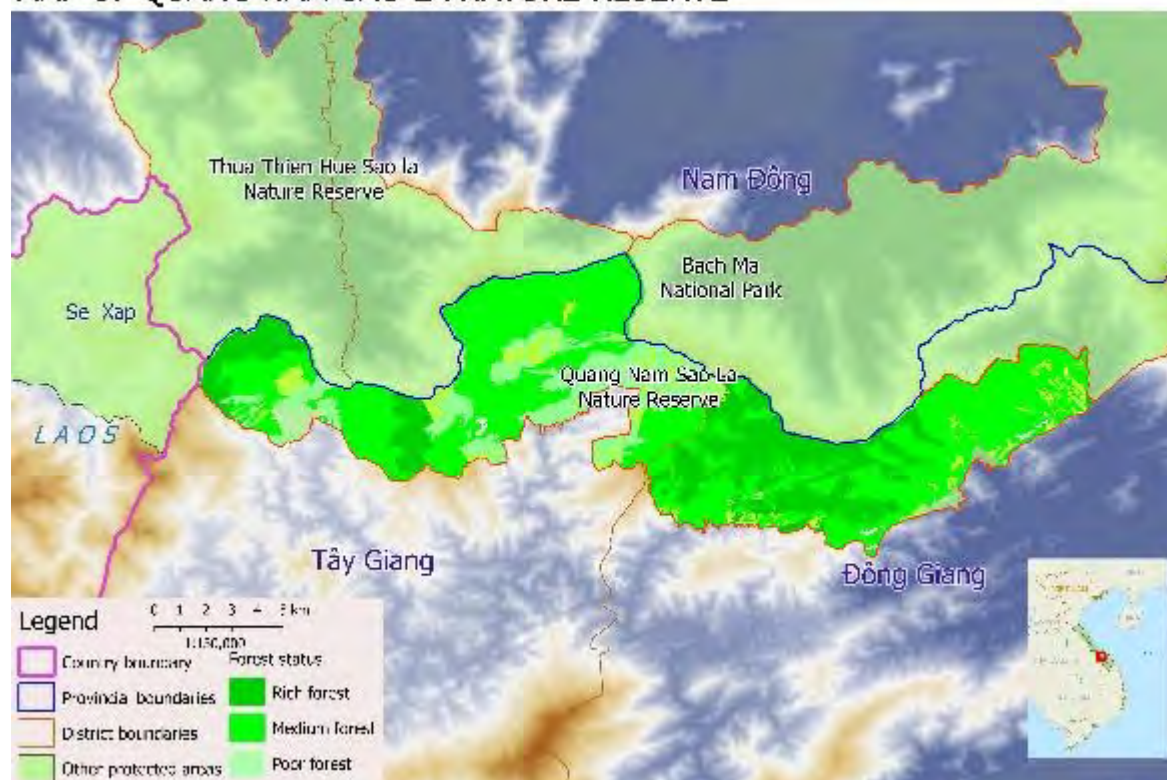 Thua Thien Hue Sao la
Nature Reserve
Nam Đông
Bach Ma
National Park
Se Xap
Quang Nam Sao La
Nature Reserve
LAOS
Tây Giang
Đông Giang
Legend
0 1 2 3 4 5 km
Country boundary
Forest status
Provincial boundaries
Rich forest
District boundaries
Medium forest
Other protected areas
Poor forest